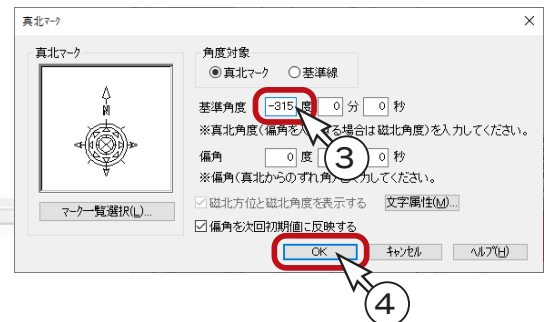 真北マーク
真北マーク
N
マーク一覧選択(L)...
角度対象
真北マーク 基準線
基準角度 -315 度 0 分 0 秒
※真北角度(偏角を する場合は磁北角度)を入力してください。
③
偏角 0 度 0 秒
※偏角(真北からのずれ角) 力してください。
磁北方位と磁北角度を表示する 文字属性(M)...
偏角を次回初期値に反映する
OK キャンセル ヘルプ(H)
④